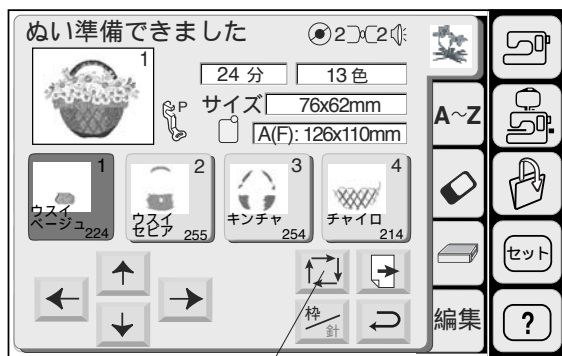 ぬい準備できました
2 2
1
24 分 13 色
P サイズ 76x62mm
A(F): 126x110mm
A~Z
1 2 3 4
ウスイ
ベージュ 224
ウスイ
セピア 255
キンチャ
254
チャイロ
214
セット
枠
針
編集
?